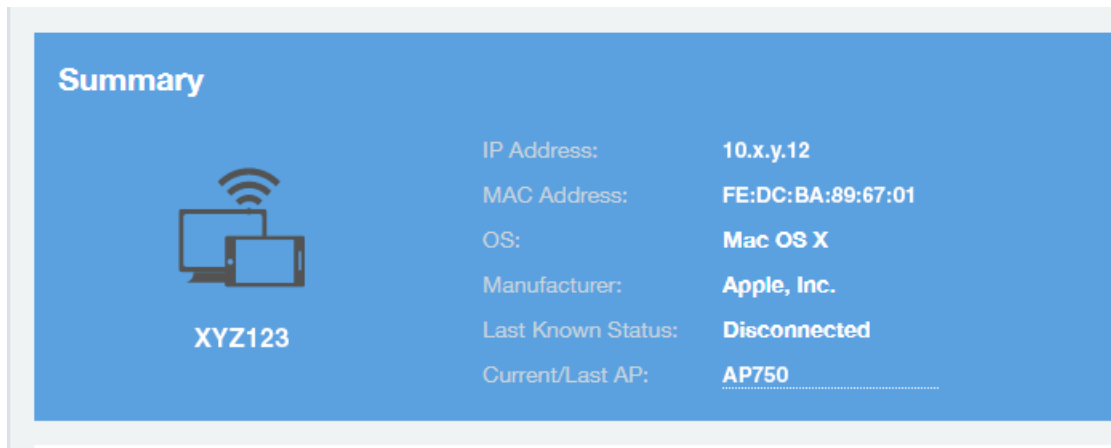 Summary
IP Address: 10.x.y.12
MAC Address: FE:DC:BA:89:67:01
OS: Mac OS X
Manufacturer: Apple, Inc.
Last Known Status: Disconnected
Current/Last AP: AP750
XYZ123